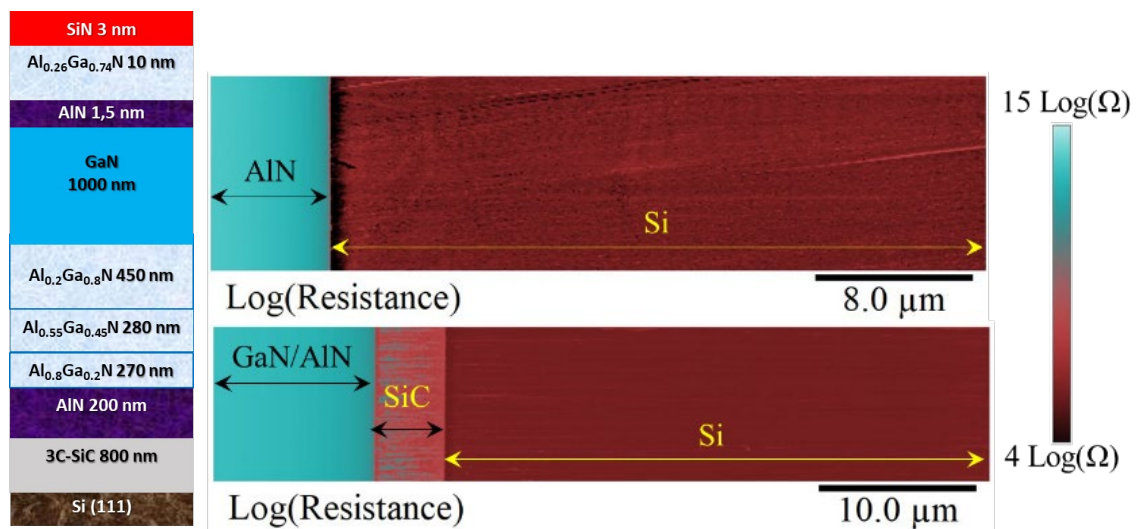 SiN 3 nm
Al0.26Ga0.74N 10 nm
AlN 1,5 nm
GaN
1000 nm
Al0.2Ga0.8N 450 nm
Al0.55Ga0.45N 280 nm
Al0.8Ga0.2N 270 nm
AlN 200 nm
3C-SiC 800 nm
Si (111)
AlN
Si
Log(Resistance)
8.0 µm
GaN/AlN
SiC
Si
Log(Resistance)
10.0 µm
15 Log(Ω)
4 Log(Ω)